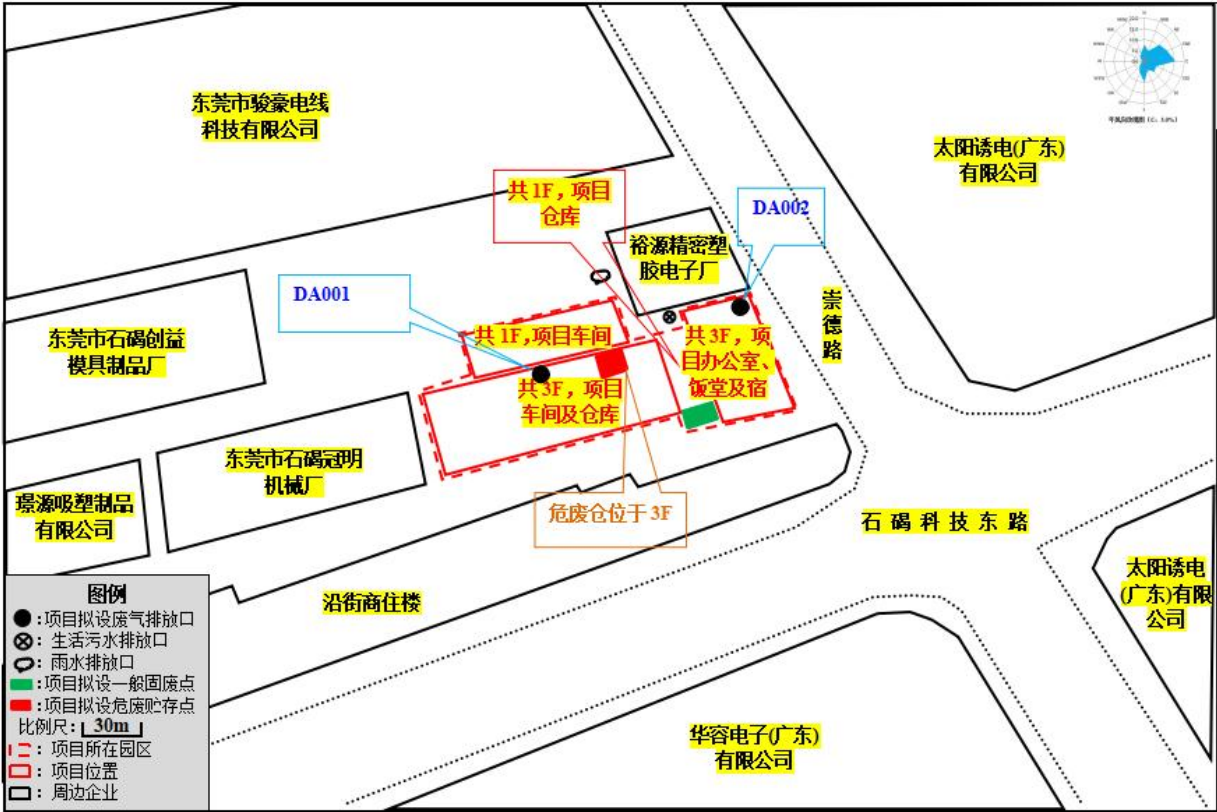 东莞市骏豪电线
科技有限公司
太阳诱电(广东)
有限公司
共 1F，项目
仓库
DA002
裕源精密塑
胶电子厂
DA001
崇
德
路
东莞市石碣创益
模具制品厂
共 1F,项目车间
共 3F，项
目办公室、
饭堂及宿
共 3F，项目
车间及仓库
东莞市石碣冠明
机械厂
璟源吸塑制品
有限公司
危废仓位于 3F
石 碣 科 技 东 路
太阳诱电
(广东)有限
公司
沿街商住楼
华容电子(广东)
有限公司
图例
：项目拟设废气排放口
：生活污水排放口
：雨水排放口
：项目拟设一般固废点
：项目拟设危废贮存点
比例尺：30m
：项目所在园区
：项目位置
：周边企业